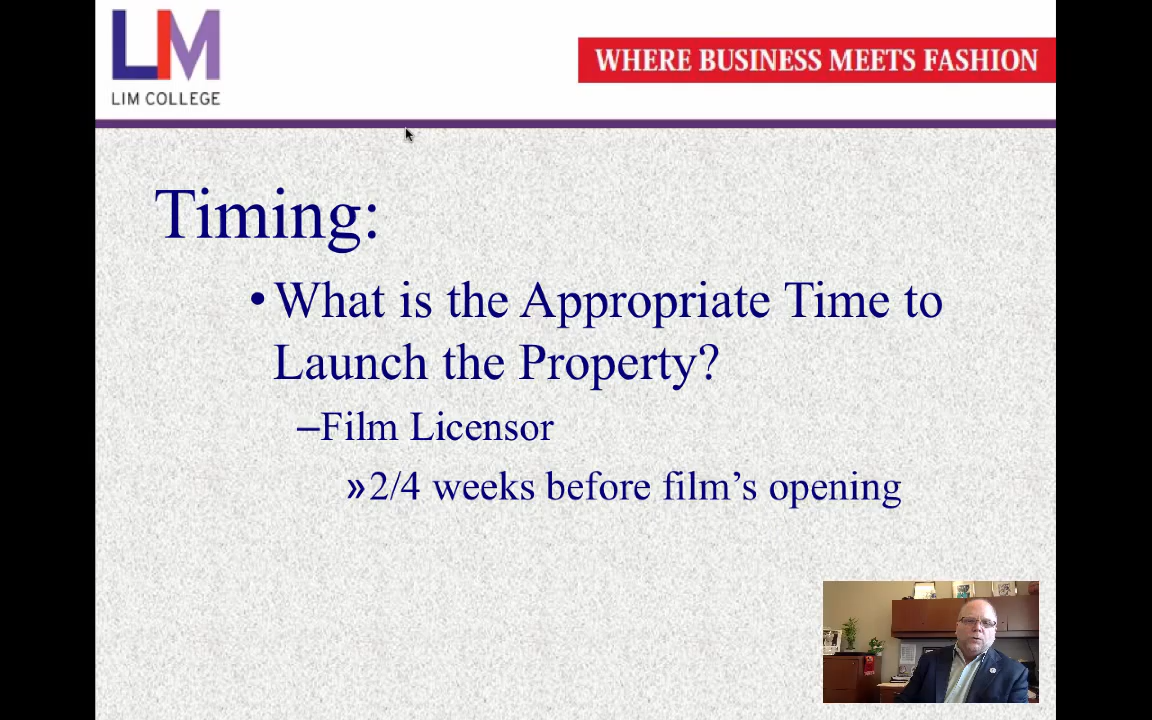 LIM
LIM COLLEGE
WHERE BUSINESS MEETS FASHION
Timing:
•What is the Appropriate Time to
Launch the Property?
–Film Licensor
»2/4 weeks before film’s opening